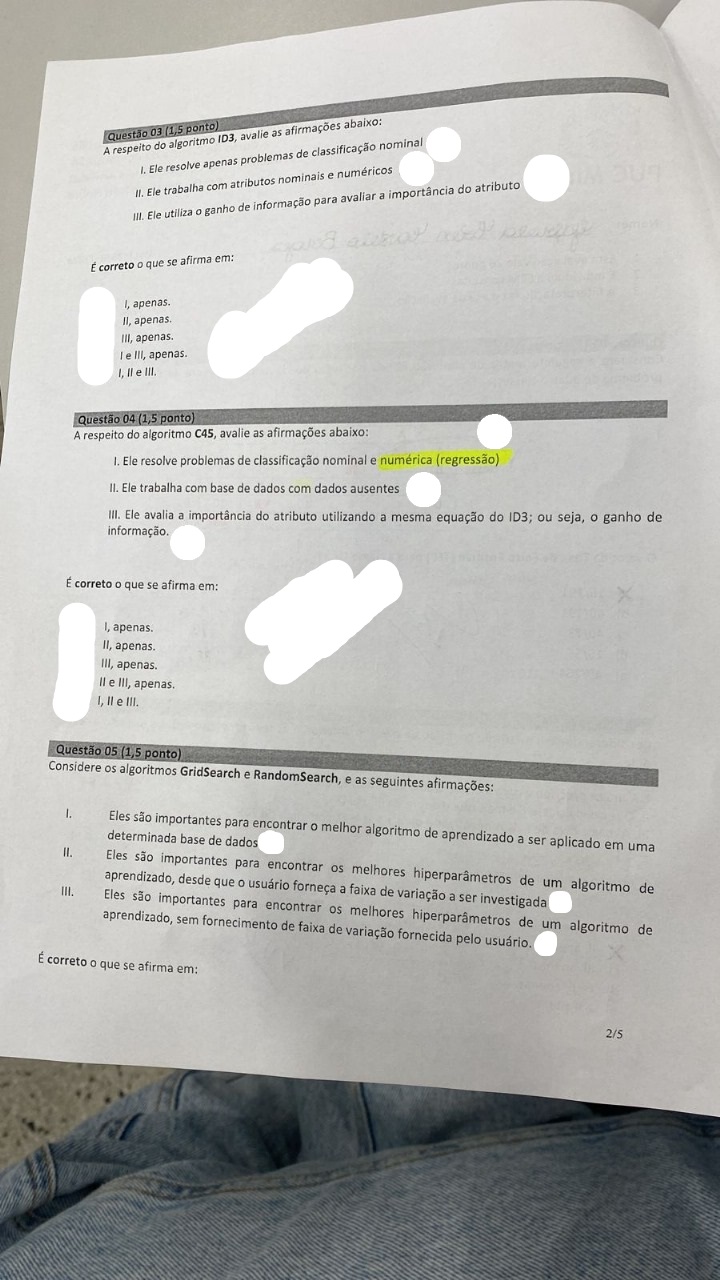 Questão 03 (1,5 ponto)
A respeito do algoritmo ID3, avalie as afirmações abaixo:
I. Ele resolve apenas problemas de classificação nominal
II. Ele trabalha com atributos nominais e numéricos
III. Ele utiliza o ganho de informação para avaliar a importância do atributo
É correto o que se afirma em:
I, apenas.
II, apenas.
III, apenas.
I e III, apenas.
I, II e III.
Questão 04 (1,5 ponto)
A respeito do algoritmo C45, avalie as afirmações abaixo:
I. Ele resolve problemas de classificação nominal e numérica (regressão)
II. Ele trabalha com base de dados com dados ausentes
III. Ele avalia a importância do atributo utilizando a mesma equação do ID3; ou seja, o ganho de
informação.
É correto o que se afirma em:
I, apenas.
II, apenas.
III, apenas.
II e III, apenas.
I, II e III.
Questão 05 (1,5 ponto)
Considere os algoritmos GridSearch e RandomSearch, e as seguintes afirmações:
I. Eles são importantes para encontrar o melhor algoritmo de aprendizado a ser aplicado em uma
determinada base de dados
II. Eles são importantes para encontrar os melhores hiperparâmetros de um algoritmo de
aprendizado, desde que o usuário forneça a faixa de variação a ser investigada
III. Eles são importantes para encontrar os melhores hiperparâmetros de um algoritmo de
aprendizado, sem fornecimento de faixa de variação fornecida pelo usuário.
É correto o que se afirma em:
2/5